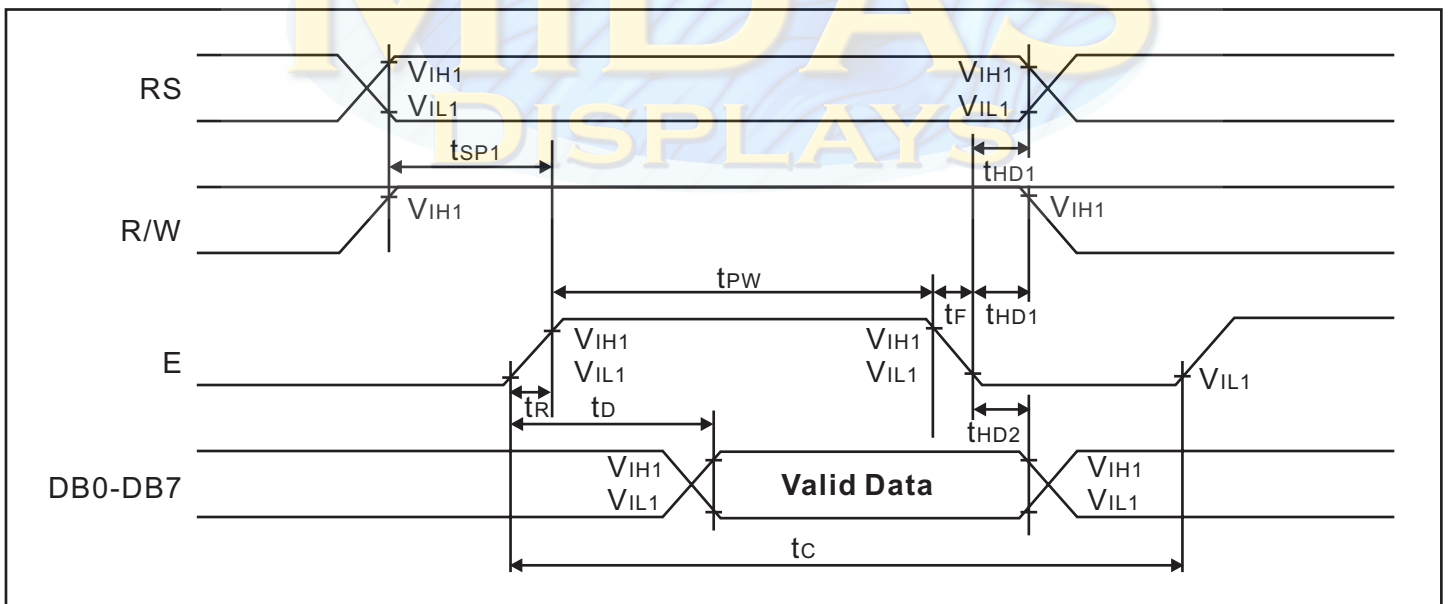 MIDAS
DISPLAYS
RS
VIH1
VIL1
VIH1
VIL1
tSP1
tHD1
R/W
VIH1
VIH1
tPW
tF
tHD1
E
VIH1
VIL1
VIH1
VIL1
VIL1
tR
tD
tHD2
DB0-DB7
VIH1
VIL1
Valid Data
VIH1
VIL1
tC